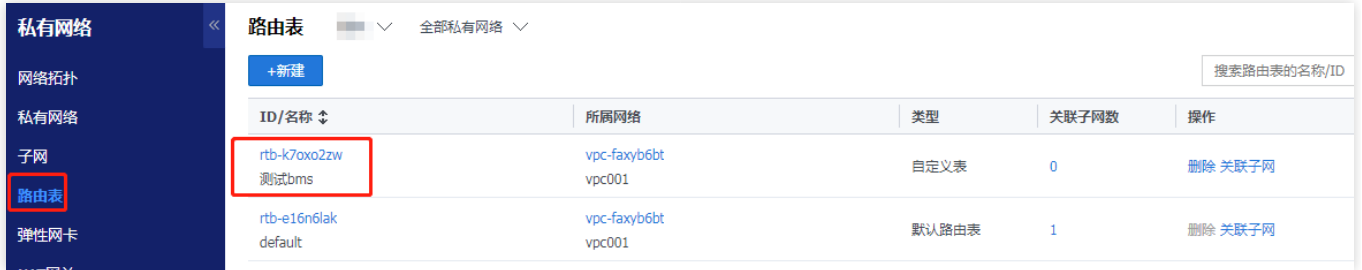 私有网络 «
网络拓扑
私有网络
子网
路由表
弹性网卡
路由表 全部私有网络
+新建
搜索路由表的名称/ID
ID/名称 所属网络 类型 关联子网数 操作
rtb-k7oxo2zw vpc-faxyb6bt 自定义表 0 删除 关联子网
测试bms vpc001
rtb-e16n6lak vpc-faxyb6bt 默认路由表 1 删除 关联子网
default vpc001